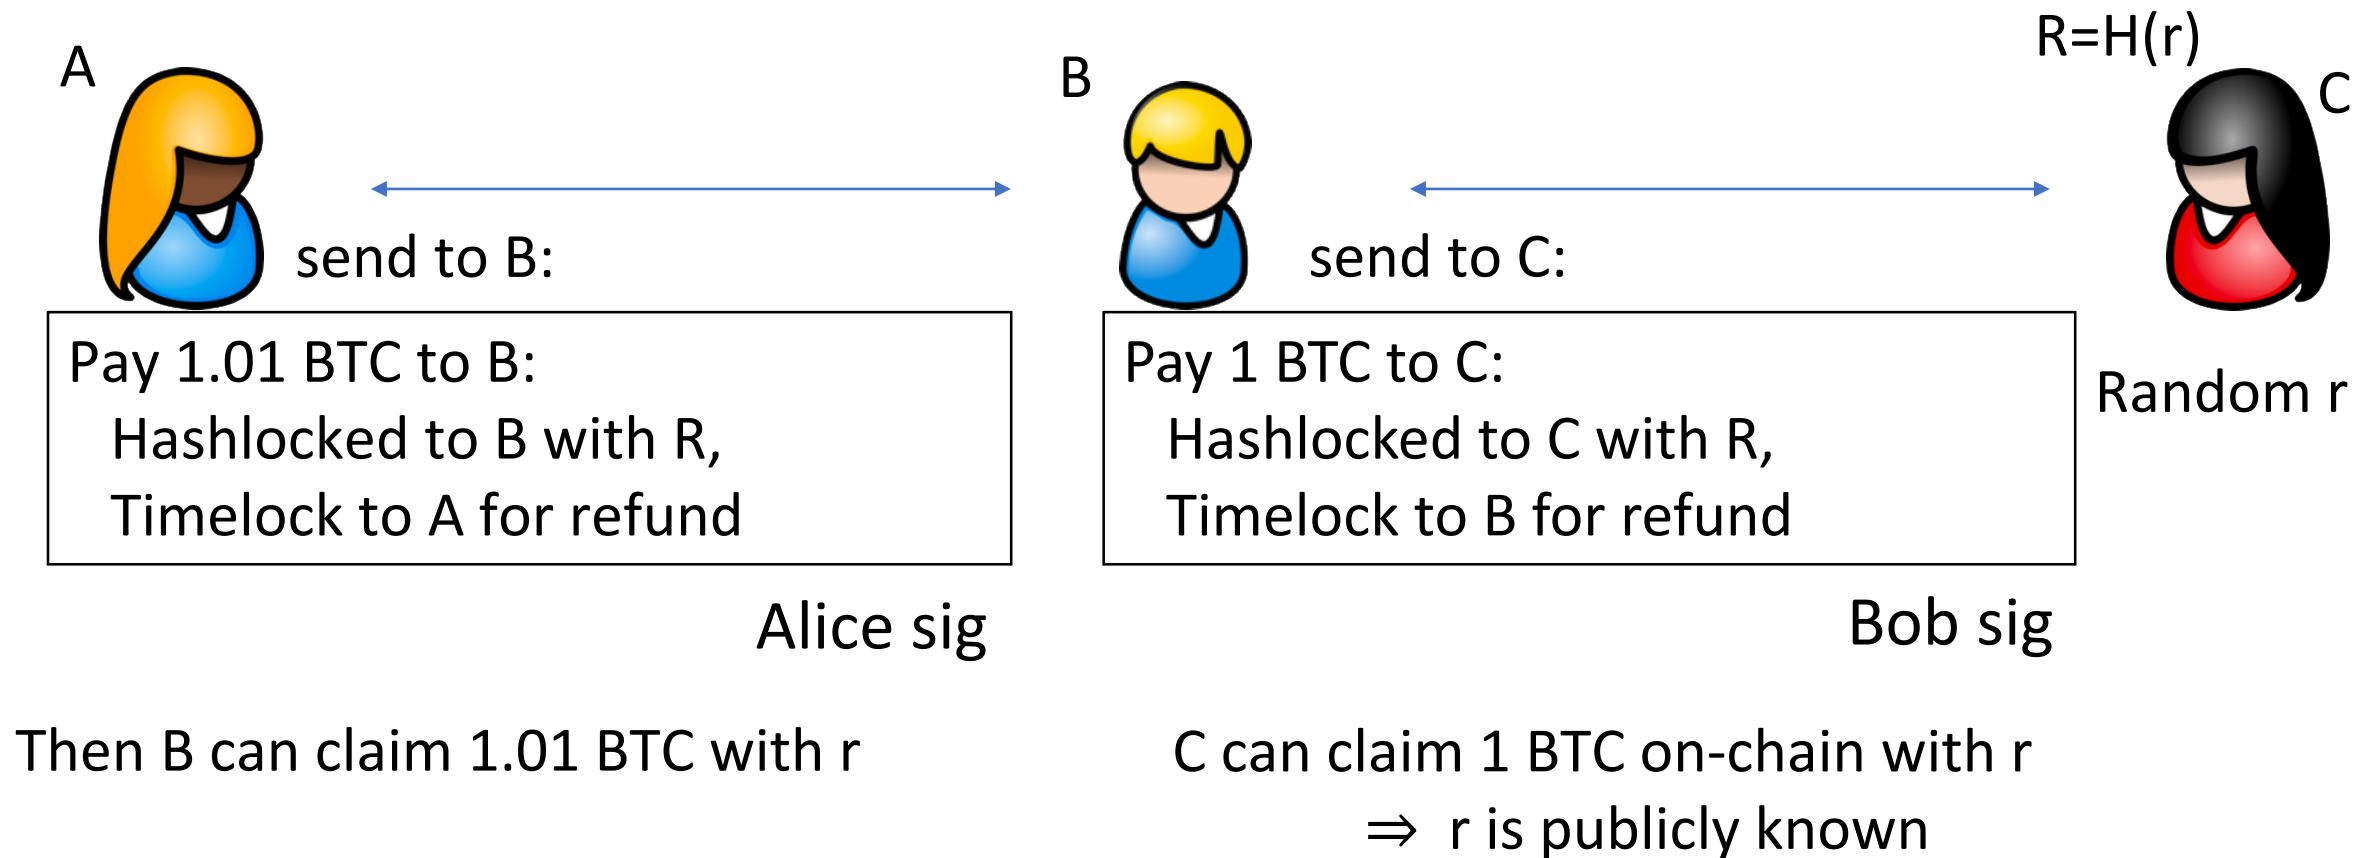 R=H(r)
A
B
C
send to B:
send to C:
Pay 1.01 BTC to B:
Hashlocked to B with R,
Timelock to A for refund
Pay 1 BTC to C:
Hashlocked to C with R,
Timelock to B for refund
Random r
Alice sig
Bob sig
Then B can claim 1.01 BTC with r
C can claim 1 BTC on-chain with r
⇒ r is publicly known